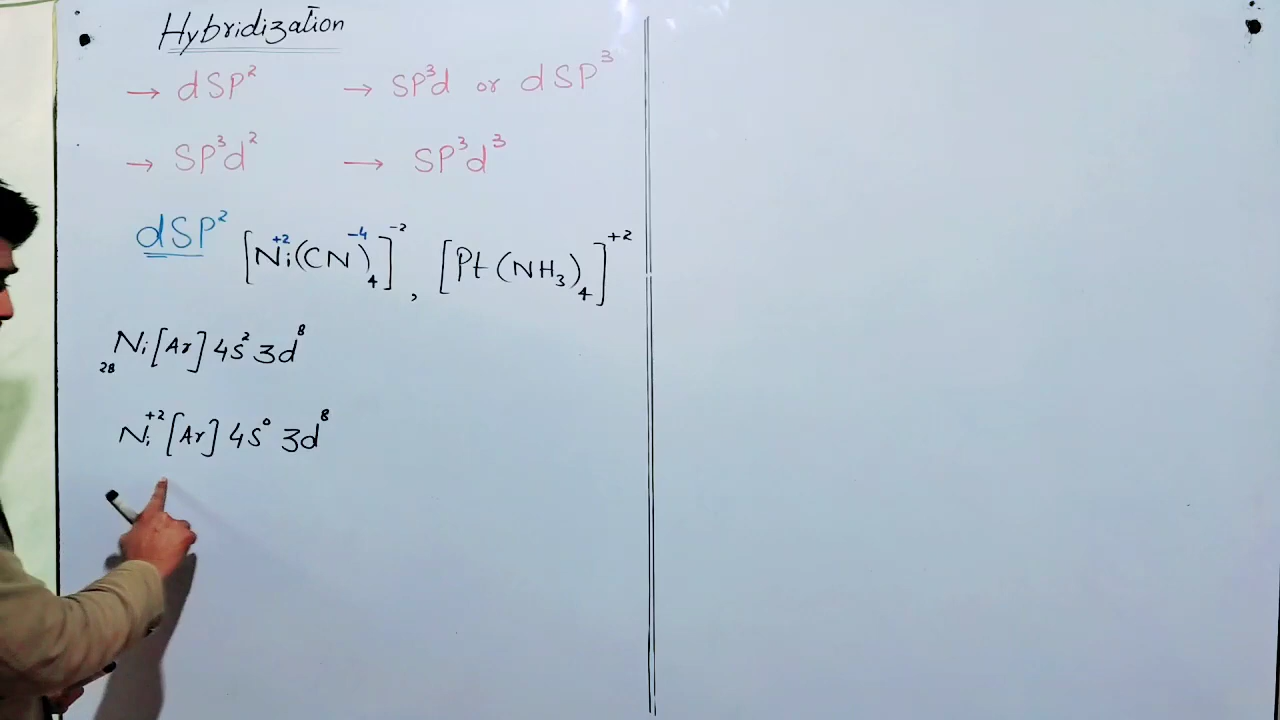 Hybridization
→ dSP² → SP³d or dSP³
→ SP³d² → SP³d³
dSP² [Ni⁺²(CN)₄⁻⁴]⁻² , [Pt(NH₃)₄]⁺²
₂₈Ni[Ar] 4s² 3d⁸
Ni⁺²[Ar] 4s⁰ 3d⁸